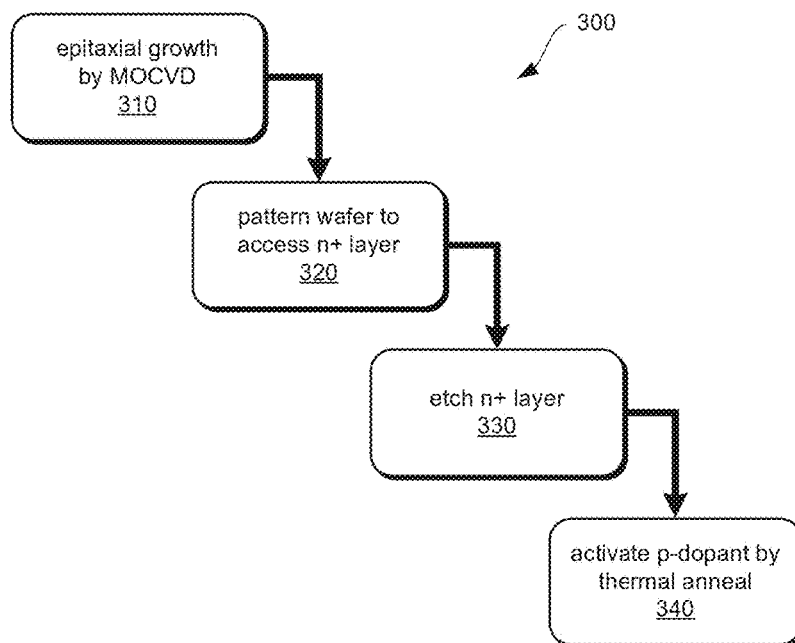 300
epitaxial growth
by MOCVD
310
pattern wafer to
access n+ layer
320
etch n+ layer
330
activate p-dopant by
thermal anneal
340